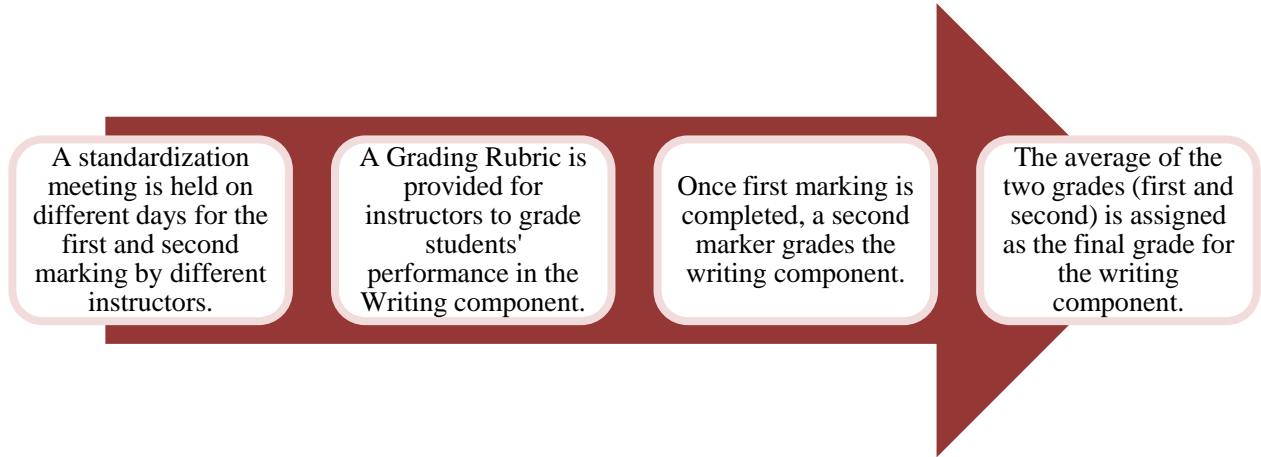 A standardization
meeting is held on
different days for the
first and second
marking by different
instructors.
A Grading Rubric is
provided for
instructors to grade
students'
performance in the
Writing component.
Once first marking is
completed, a second
marker grades the
writing component.
The average of the
two grades (first and
second) is assigned
as the final grade for
the writing
component.